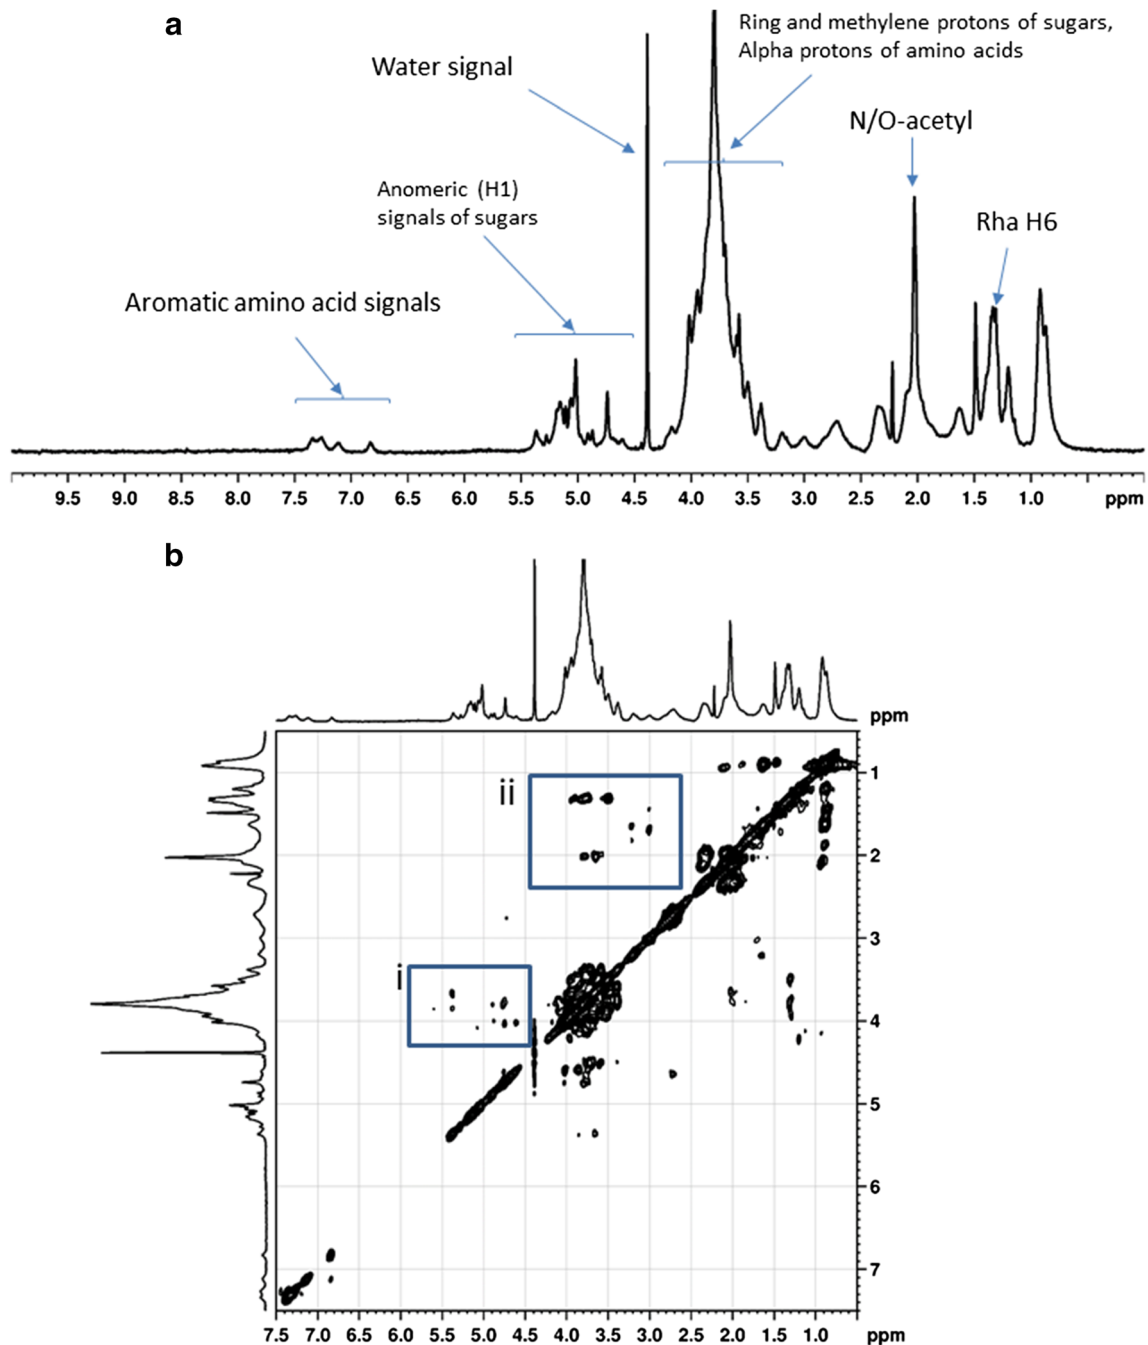 a
Ring and methylene protons of sugars,
Alpha protons of amino acids
Water signal
N/O-acetyl
Anomeric (H1)
signals of sugars
Rha H6
Aromatic amino acid signals
9.5 9.0 8.5 8.0 7.5 7.0 6.5 6.0 5.5 5.0 4.5 4.0 3.5 3.0 2.5 2.0 1.5 1.0 ppm
b
ppm
ii
1
2
3
i
4
5
6
7
7.5 7.0 6.5 6.0 5.5 5.0 4.5 4.0 3.5 3.0 2.5 2.0 1.5 1.0 ppm